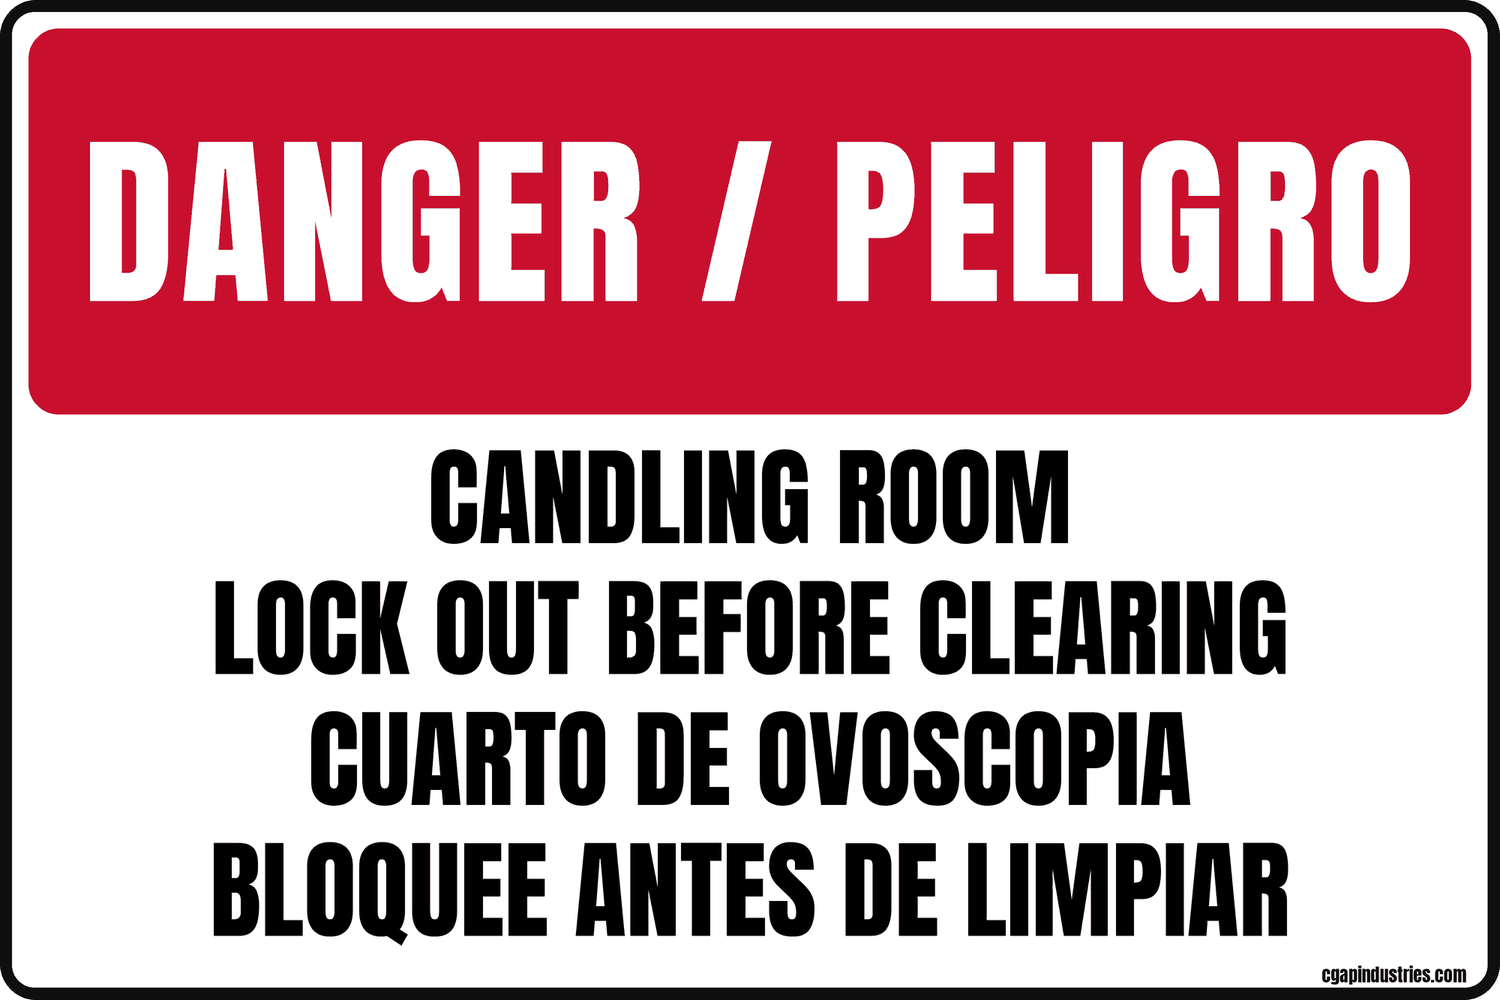 DANGER / PELIGRO
CANDLING ROOM
LOCK OUT BEFORE CLEARING
CUARTO DE OVOSCOPIA
BLOQUEE ANTES DE LIMPIAR
cgapindustries.com